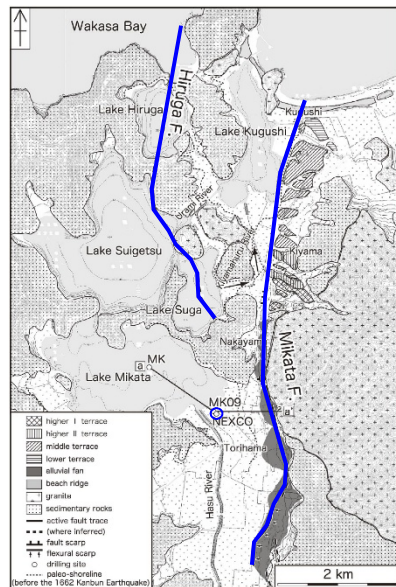 Wakasa Bay
Hiruga F.
Lake Hiruga
Lake Kugushi
Kugushi
Urami River
Lake Suigetsu
Kiyama
Lake Suga
Nakayama
Mikata F.
a
MK
Lake Mikata
MK09
NEXCO
a'
Torihama
Hasu River
higher I terrace
higher II terrace
middle terrace
lower terrace
alluvial fan
beach ridge
granite
sedimentary rocks
active fault trace
(where inferred)
fault scarp
flexural scarp
drilling site
paleo-shoreline
(before the 1662 Kanbun Earthquake)
2 km